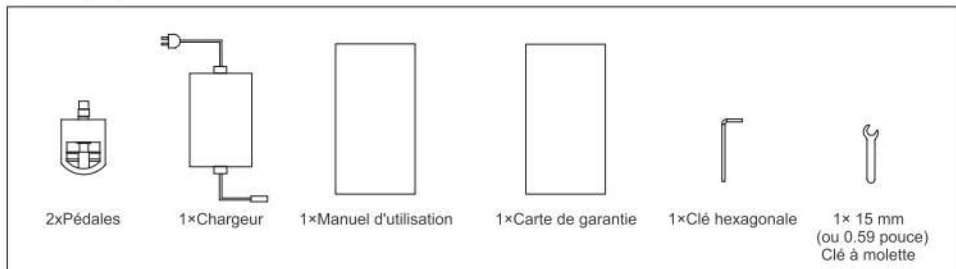 2xPédales
1×Chargeur
1×Manuel d'utilisation
1×Carte de garantie
1×Clé hexagonale
1× 15 mm
(ou 0.59 pouce)
Clé à molette